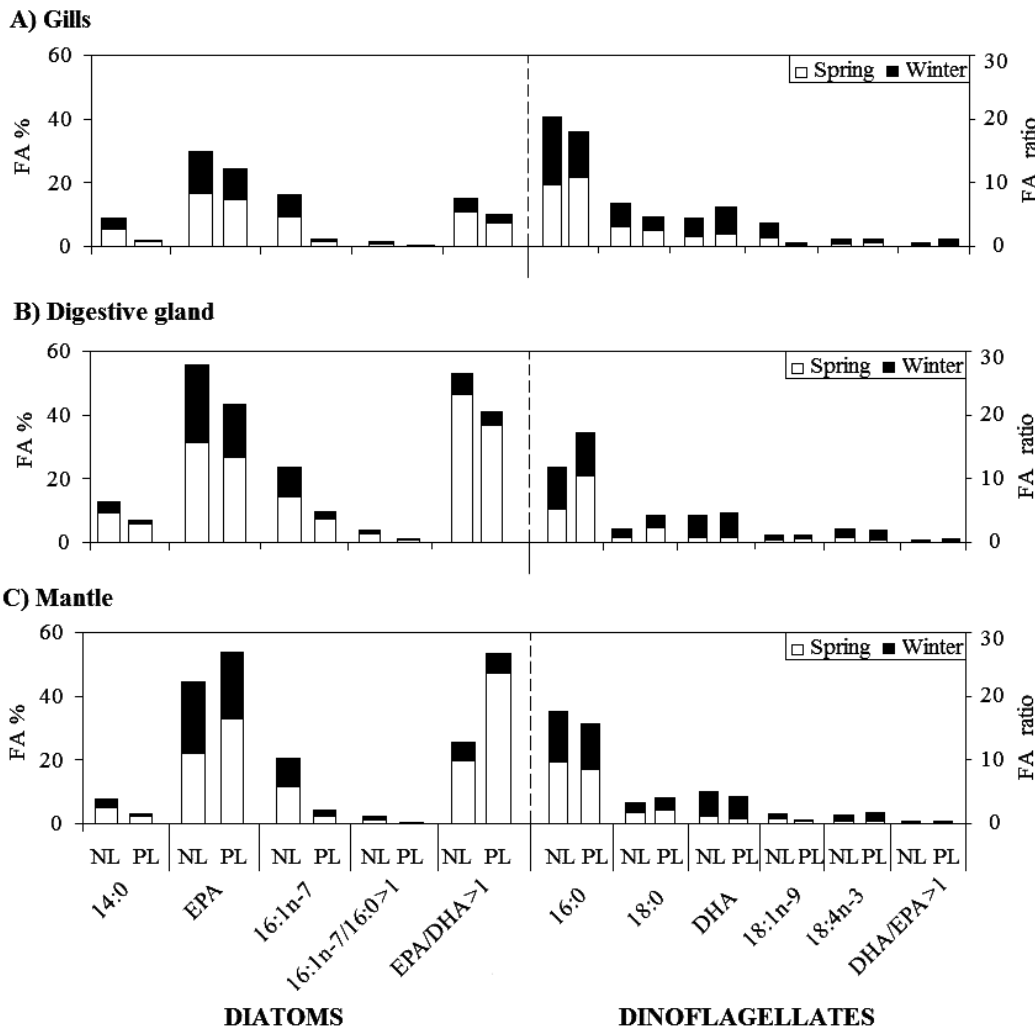 A) Gills
60
40
20
0
FA %
Spring Winter
30
20
10
0
FA ratio
B) Digestive gland
60
40
20
0
FA %
Spring Winter
30
20
10
0
FA ratio
C) Mantle
60
40
20
0
FA %
Spring Winter
30
20
10
0
FA ratio
NL PL NL PL NL PL NL PL NL PL NL PL NL PL NL PL NL PL NL PL NL PL
14:0 EPA 16:1n-7 16:1n-7/16:0>1 EPA/DHA>1 16:0 18:0 DHA 18:1n-9 18:4n-3 DHA/EPA>1
DIATOMS DINOFLAGELLATES